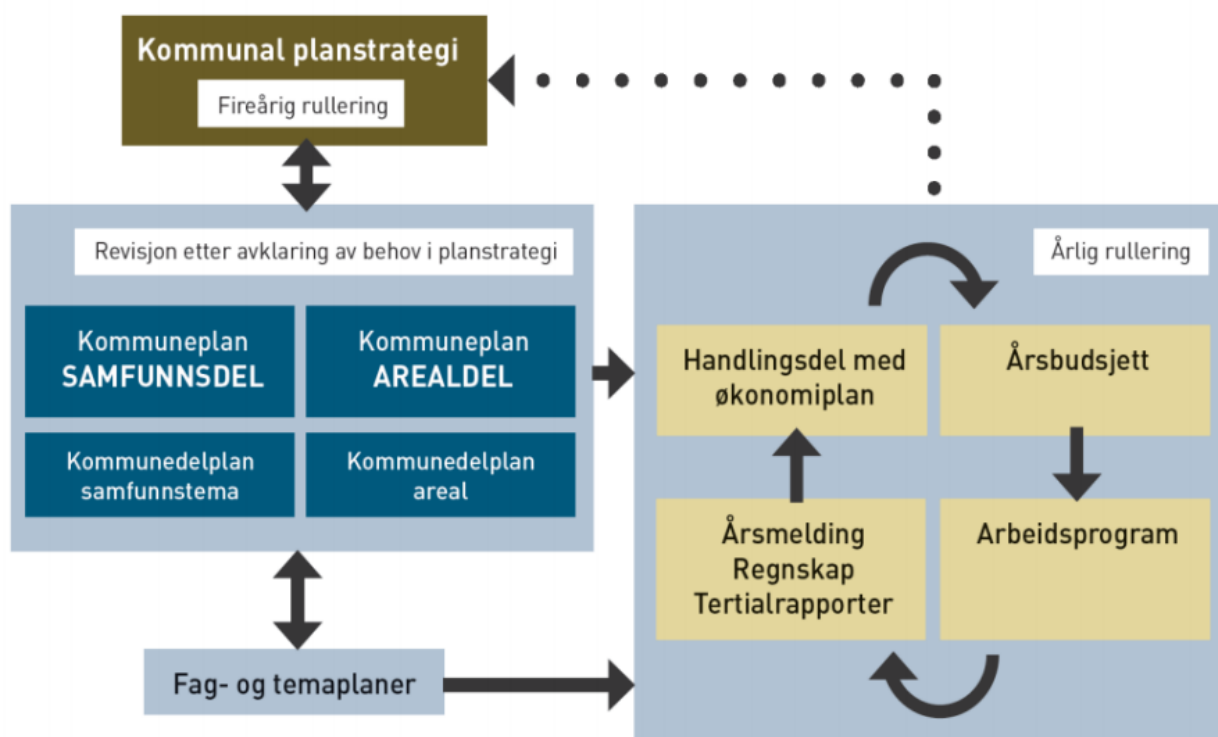 Kommunal planstrategi
Fireårig rullering
Revisjon etter avklaring av behov i planstrategi
Kommuneplan
SAMFUNNSDEL
Kommuneplan
AREALDEL
Kommunedelplan
samfunnstema
Kommunedelplan
areal
Fag- og temaplaner
Årlig rullering
Handlingsdel med
økonomiplan
Årsbudsjett
Årsmelding
Regnskap
Tertialrapporter
Arbeidsprogram